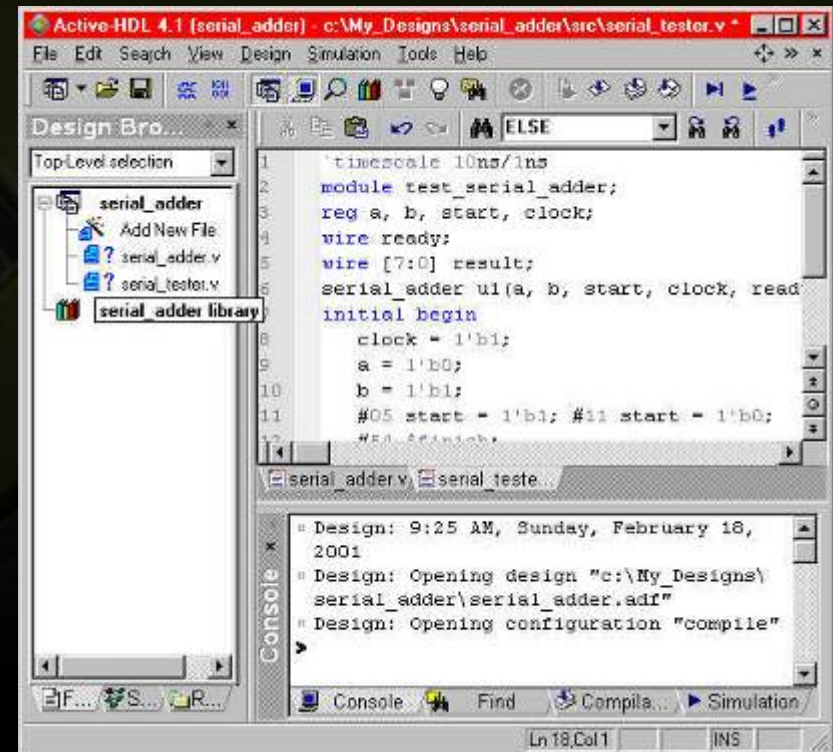 Active-HDL 4.1 (serial_adder) - c:\My_Designs\serial_adder\src\serial_tester.v *
File Edit Search View Design Simulation Tools Help
ELSE
Design Bro...
Top-Level selection
serial_adder
Add New File
? serial_adder.v
? serial_tester.v
serial_adder library
1 `timescale 10ns/1ns
2 module test_serial_adder;
3 reg a, b, start, clock;
4 wire ready;
5 wire [7:0] result;
6 serial_adder u1(a, b, start, clock, read
7 initial begin
8 clock = 1'b1;
9 a = 1'b0;
10 b = 1'b1;
11 #05 start = 1'b1; #11 start = 1'b0;
serial_adder.v serial_teste...
Console
Design: 9:25 AM, Sunday, February 18,
2001
Design: Opening design "c:\My_Designs\
serial_adder\serial_adder.adf"
Design: Opening configuration "compile"
>
F... S... R...
Console Find Compila... Simulation
Ln 18,Col 1 INS